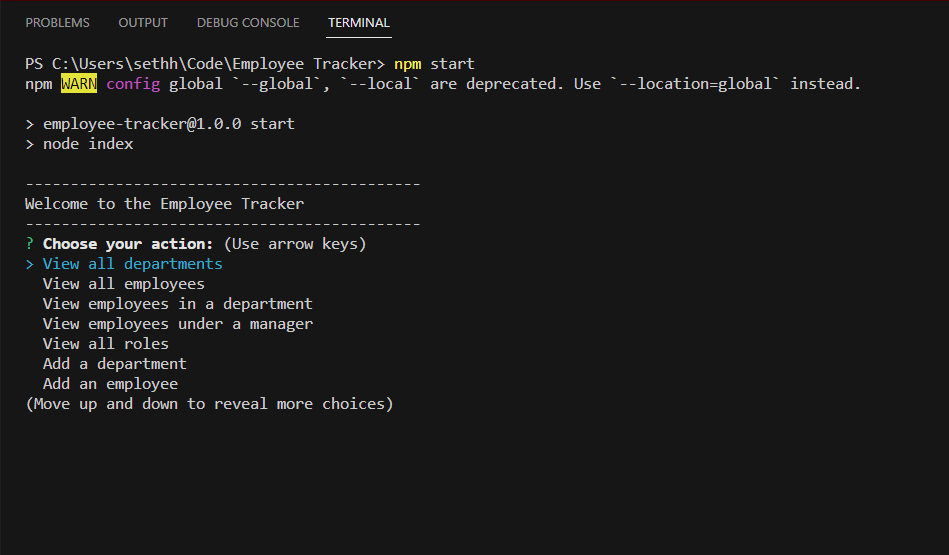 PROBLEMS OUTPUT DEBUG CONSOLE TERMINAL
PS C:\Users\sethh\Code\Employee Tracker> npm start
npm WARN config global `--global`, `--local` are deprecated. Use `--location=global` instead.
> employee-tracker@1.0.0 start
> node index
--------------------------------------------
Welcome to the Employee Tracker
--------------------------------------------
? Choose your action: (Use arrow keys)
> View all departments
View all employees
View employees in a department
View employees under a manager
View all roles
Add a department
Add an employee
(Move up and down to reveal more choices)